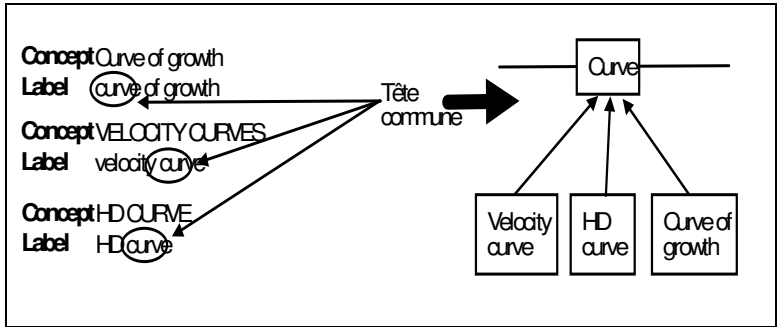 Concept Curve of growth
Label curve of growth
Concept VELOCITY CURVES
Label velocity curve
Concept HD CURVE
Label HD curve
Tête
commune
Curve
Velocity
curve
HD
curve
Curve of
growth